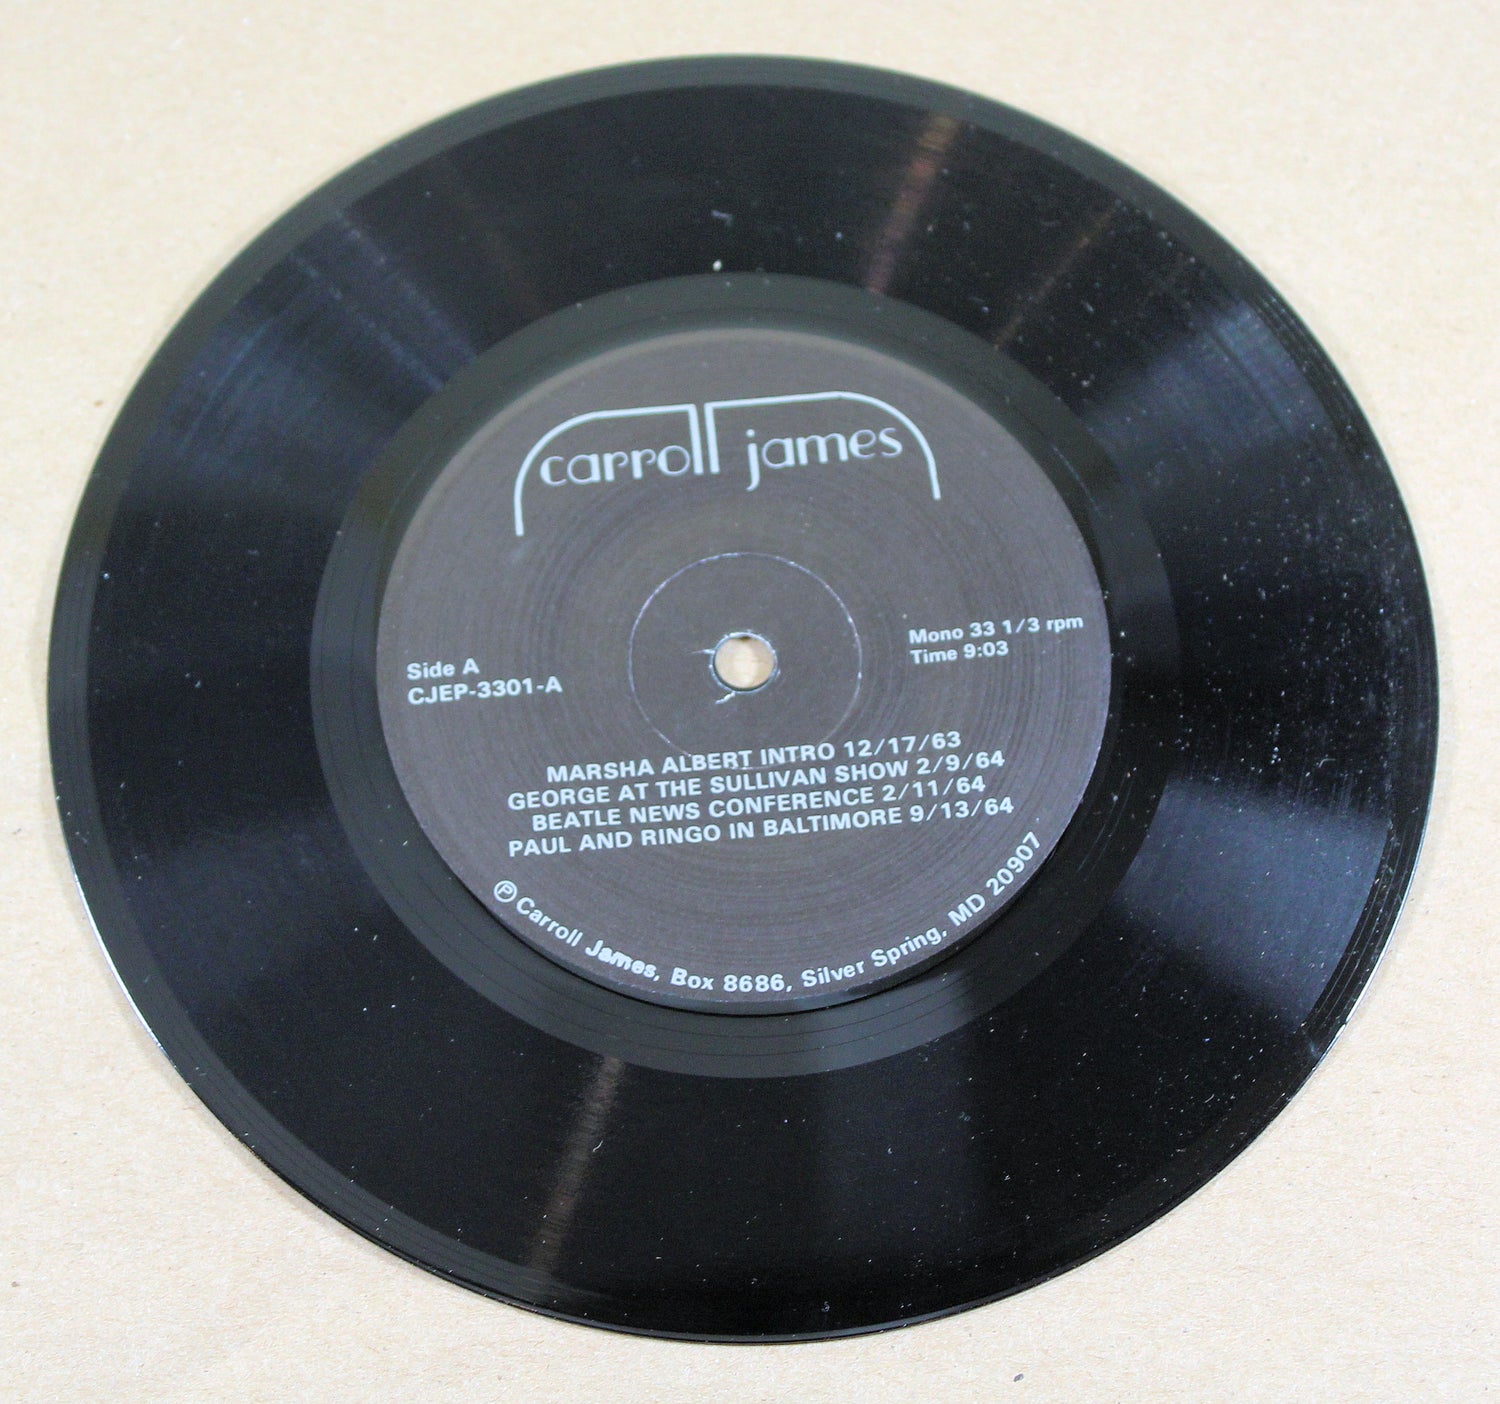 carroll james
Side A
CJEP-3301-A
Mono 33 1/3 rpm
Time 9:03
MARSHA ALBERT INTRO 12/17/63
GEORGE AT THE SULLIVAN SHOW 2/9/64
BEATLE NEWS CONFERENCE 2/11/64
PAUL AND RINGO IN BALTIMORE 9/13/64
℗ Carroll James, Box 8686, Silver Spring, MD 20907